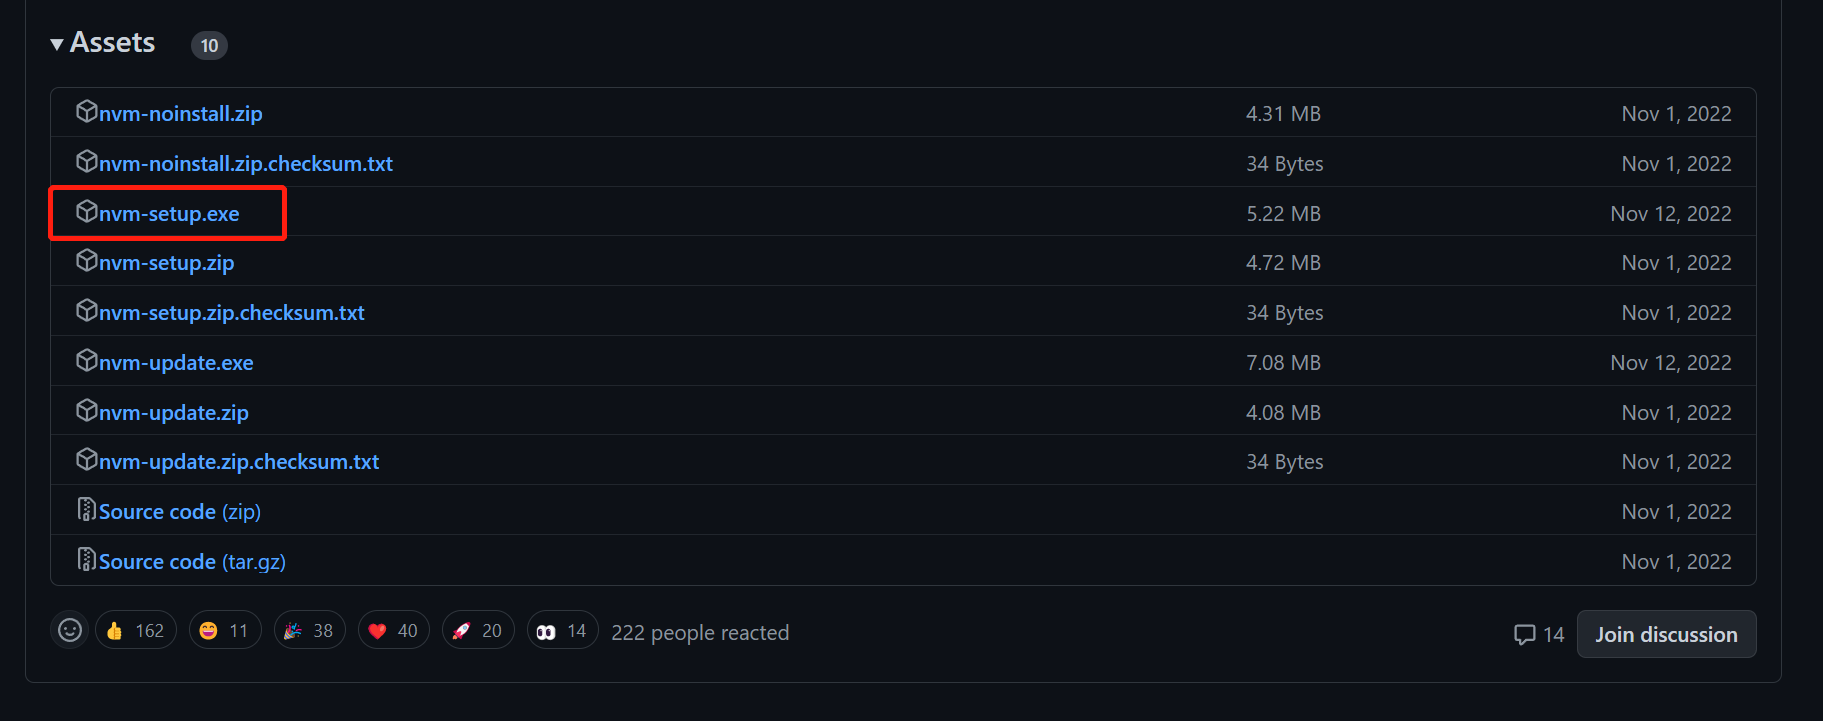 Assets 10
nvm-noinstall.zip 4.31 MB Nov 1, 2022
nvm-noinstall.zip.checksum.txt 34 Bytes Nov 1, 2022
nvm-setup.exe 5.22 MB Nov 12, 2022
nvm-setup.zip 4.72 MB Nov 1, 2022
nvm-setup.zip.checksum.txt 34 Bytes Nov 1, 2022
nvm-update.exe 7.08 MB Nov 12, 2022
nvm-update.zip 4.08 MB Nov 1, 2022
nvm-update.zip.checksum.txt 34 Bytes Nov 1, 2022
Source code (zip) Nov 1, 2022
Source code (tar.gz) Nov 1, 2022
162 11 38 40 20 14 222 people reacted 14 Join discussion